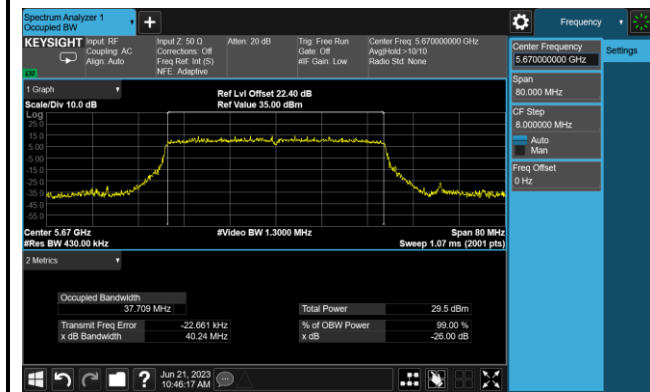 Spectrum Analyzer 1
Occupied BW
Frequency
KEYSIGHT Input: RF
Coupling: AC
Align: Auto
Input Z: 50 Ω
Corrections: Off
Freq Ref: Int (S)
NFE: Adaptive
Atten: 20 dB
Trig: Free Run
Gate: Off
#IF Gain: Low
Center Freq: 5.670000000 GHz
Avg|Hold:>10/10
Radio Std: None
LXI
1 Graph
Scale/Div 10.0 dB
Ref Lvl Offset 22.40 dB
Ref Value 35.00 dBm
Log
25.0
15.0
5.00
-5.00
-15.0
-25.0
-35.0
-45.0
-55.0
Center 5.67 GHz
#Video BW 1.3000 MHz
Span 80 MHz
#Res BW 430.00 kHz
Sweep 1.07 ms (2001 pts)
2 Metrics
Occupied Bandwidth
37.709 MHz
Total Power 29.5 dBm
Transmit Freq Error -22.661 kHz
% of OBW Power 99.00 %
x dB Bandwidth 40.24 MHz
x dB -26.00 dB
Center Frequency
5.670000000 GHz
Settings
Span
80.000 MHz
CF Step
8.000000 MHz
Auto
Man
Freq Offset
0 Hz
?
Jun 21, 2023
10:46:17 AM